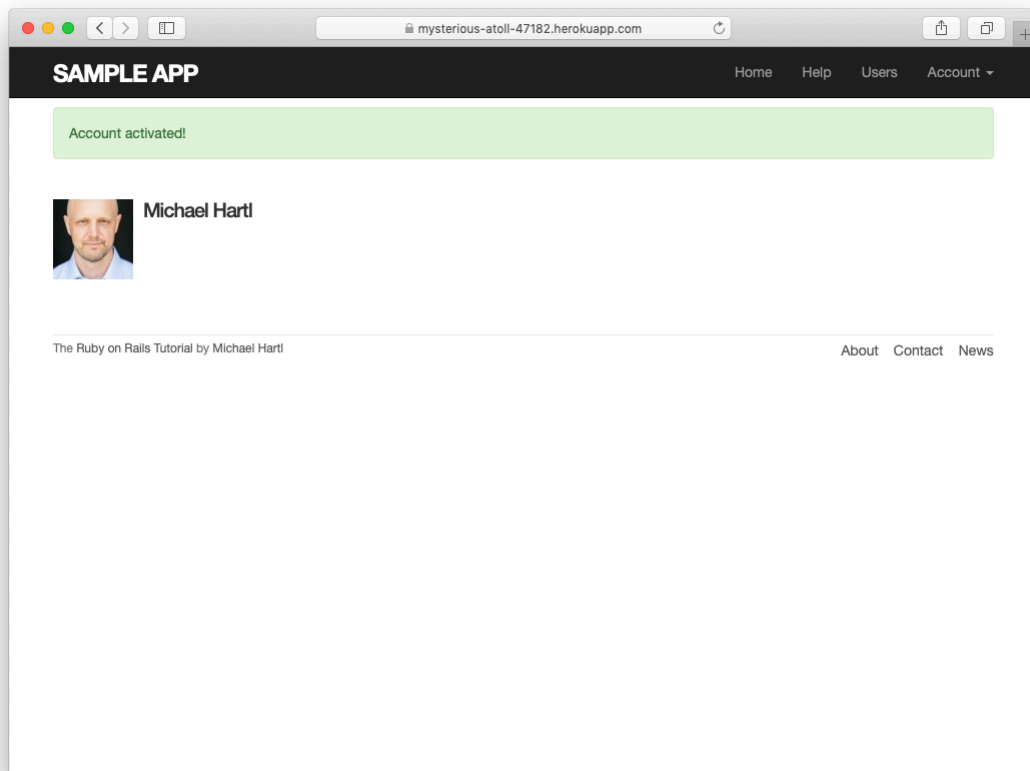 mysterious-atoll-47182.herokuapp.com
SAMPLE APP Home Help Users Account
Account activated!
Michael Hartl
The Ruby on Rails Tutorial by Michael Hartl About Contact News